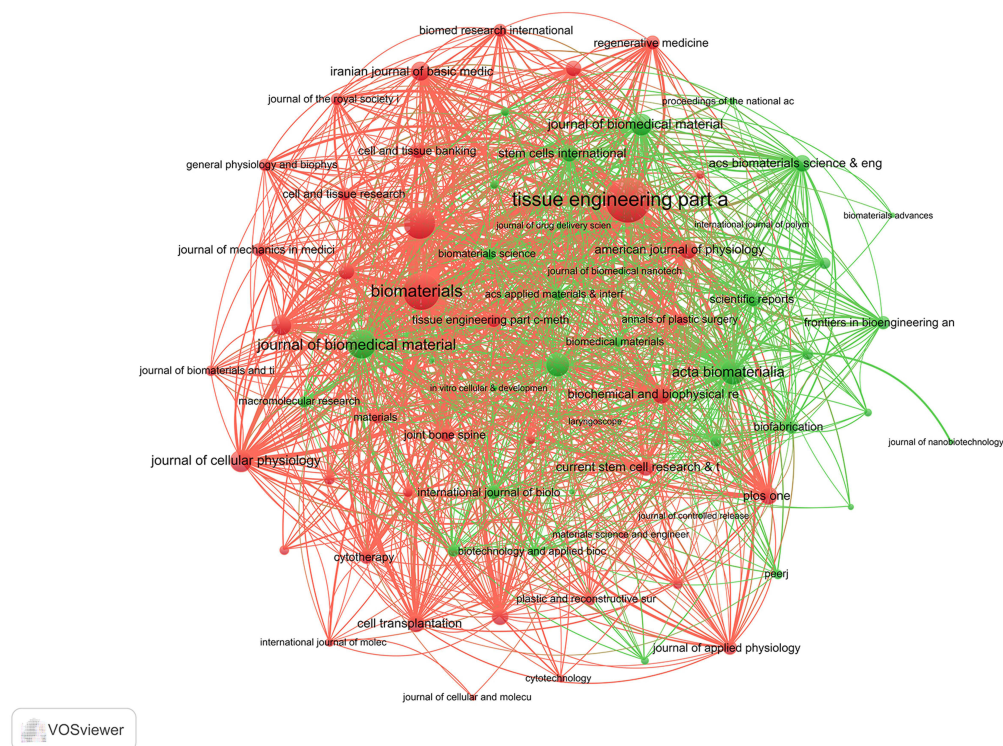 biomed research international
regenerative medicine
iranian journal of basic medic
journal of the royal society i
proceedings of the national ac
journal of biomedical material
cell and tissue banking
stem cells international
general physiology and biophys
acs biomaterials science & eng
cell and tissue research
tissue engineering part a
biomaterials advances
journal of drug delivery scien
international journal of polym
journal of mechanics in medici
biomaterials science
american journal of physiology
journal of biomedical nanotech
biomaterials
acs applied materials & interf
scientific reports
tissue engineering part c-meth
annals of plastic surgery
frontiers in bioengineering an
journal of biomedical material
biomedical materials
journal of biomaterials and ti
acta biomaterialia
in vitro cellular & developmen
biochemical and biophysical re
macromolecular research
materials
laryngoscope
biofabrication
joint bone spine
journal of nanobiotechnology
journal of cellular physiology
current stem cell research & t
international journal of biolo
plos one
journal of controlled release
materials science and engineer
biotechnology and applied bioc
cytotherapy
peerj
plastic and reconstructive sur
cell transplantation
international journal of molec
journal of applied physiology
cytotechnology
journal of cellular and molecu
VOSviewer